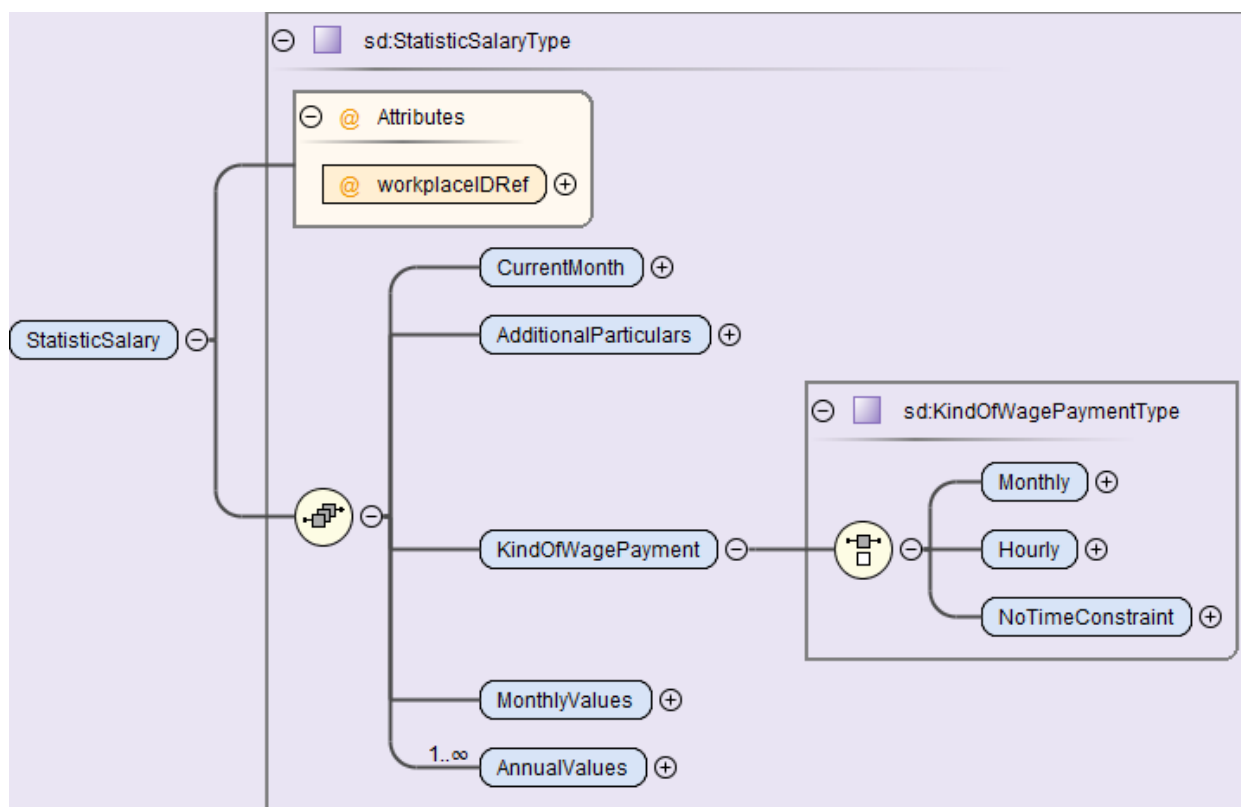 sd:StatisticSalaryType
@ Attributes
@ workplaceIDRef
CurrentMonth
AdditionalParticulars
StatisticSalary
sd:KindOfWagePaymentType
Monthly
KindOfWagePayment
Hourly
NoTimeConstraint
MonthlyValues
1..∞
AnnualValues